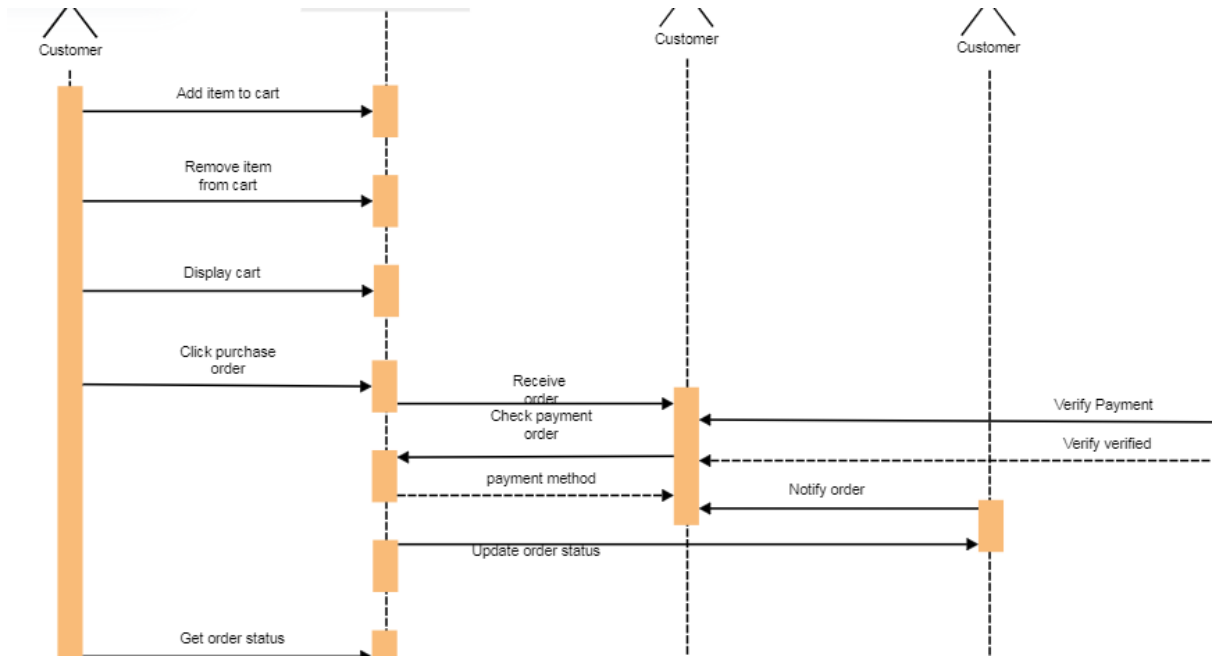 Customer
Customer
Customer
Add item to cart
Remove item
from cart
Display cart
Click purchase
order
Receive
order
Check payment
order
Verify Payment
Verify verified
payment method
Notify order
Update order status
Get order status